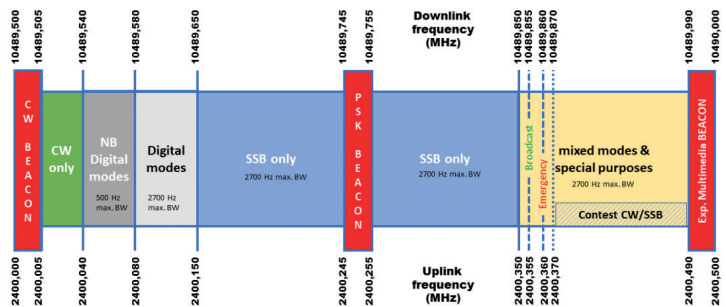 Downlink
frequency
(MHz)
10489,500
10489,505
10489,540
10489,580
10489,650
10489,745
10489,755
10489,850
10489,855
10489,860
10489,870
10489,990
10490,000
CW BEACON
CW
only
NB
Digital
modes
500 Hz
max. BW
Digital
modes
2700 Hz
max. BW
SSB only
2700 Hz max. BW
PSK BEACON
SSB only
2700 Hz max. BW
Broadcast
Emergency
mixed modes &
special purposes
2700 Hz max. BW
Contest CW/SSB
Exp. Multimedia BEACON
2400,000
2400,005
2400,040
2400,080
2400,150
2400,245
2400,255
2400,350
2400,355
2400,360
2400,370
2400,490
2400,500
Uplink
frequency
(MHz)